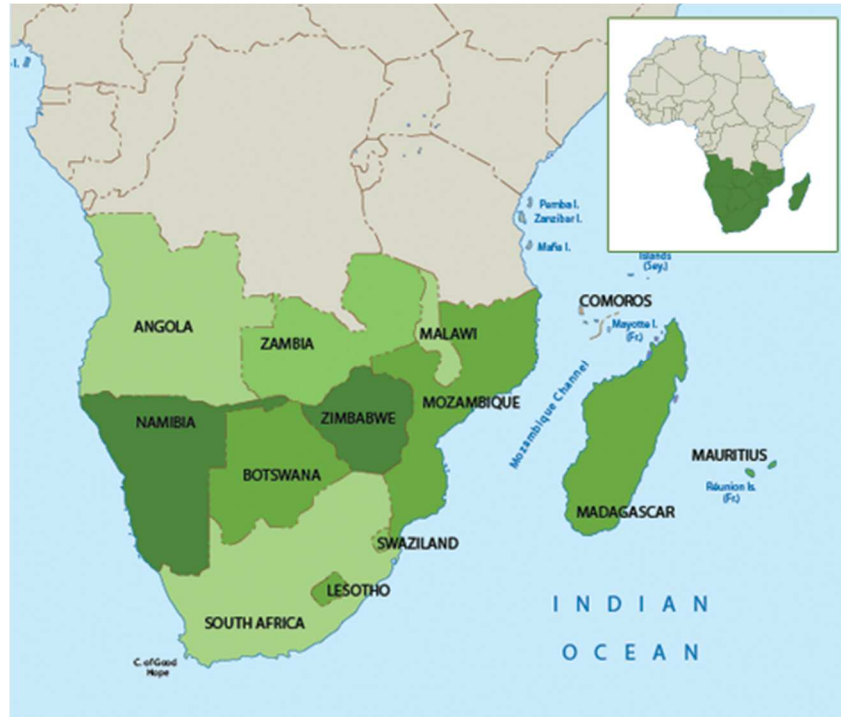 - I.
Pemba I.
Zanzibar I.
Mafia I.
Islands
(Sey.)
COMOROS
Mayotte I.
(Fr.)
ANGOLA
ZAMBIA
MALAWI
Mozambique Channel
NAMIBIA
ZIMBABWE
MOZAMBIQUE
BOTSWANA
MAURITIUS
Réunion Is.
(Fr.)
MADAGASCAR
SWAZILAND
LESOTHO
SOUTH AFRICA
INDIAN
OCEAN
C. of Good
Hope